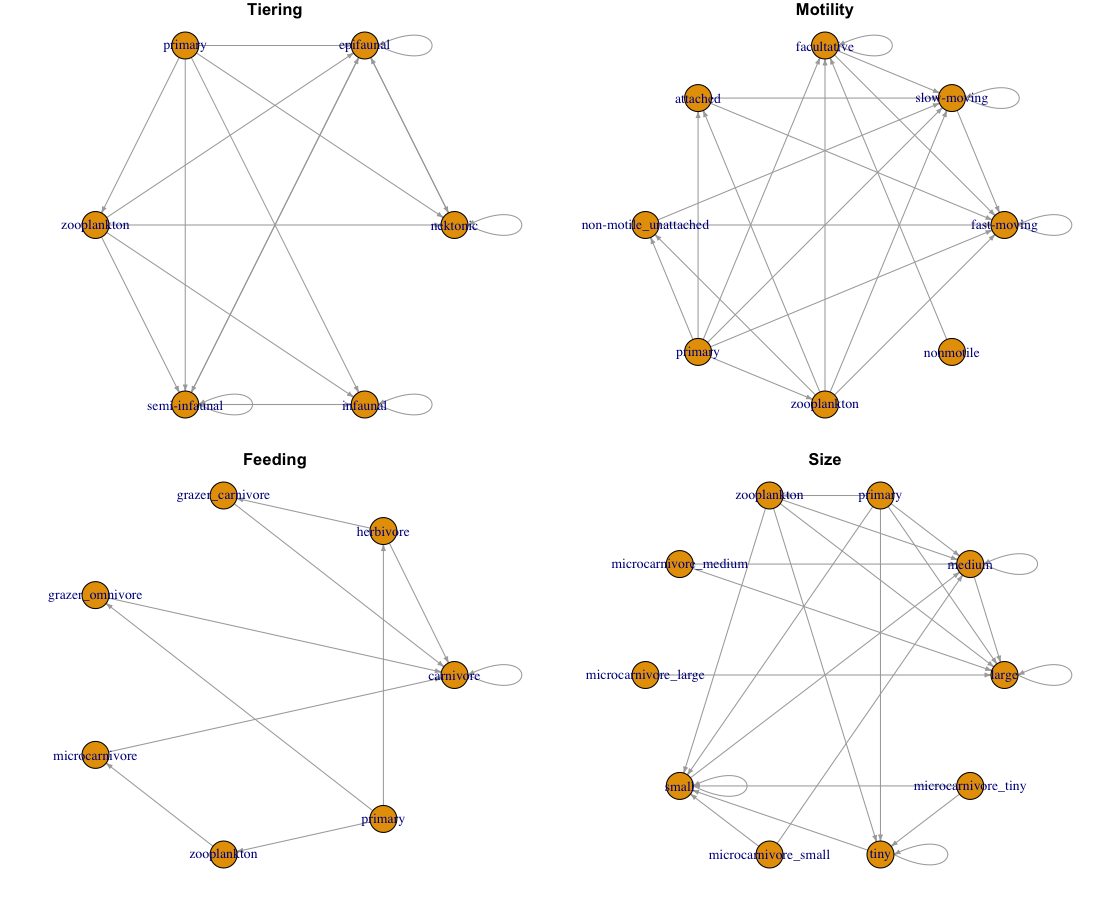 Tiering
primary
epifaunal
zooplankton
nektonic
semi-infaunal
infaunal
Motility
facultative
attached
slow-moving
non-motile_unattached
fast-moving
primary
nonmotile
zooplankton
Feeding
grazer_carnivore
herbivore
grazer_omnivore
carnivore
microcarnivore
primary
zooplankton
Size
zooplankton
primary
microcarnivore_medium
medium
microcarnivore_large
large
small
microcarnivore_tiny
microcarnivore_small
tiny